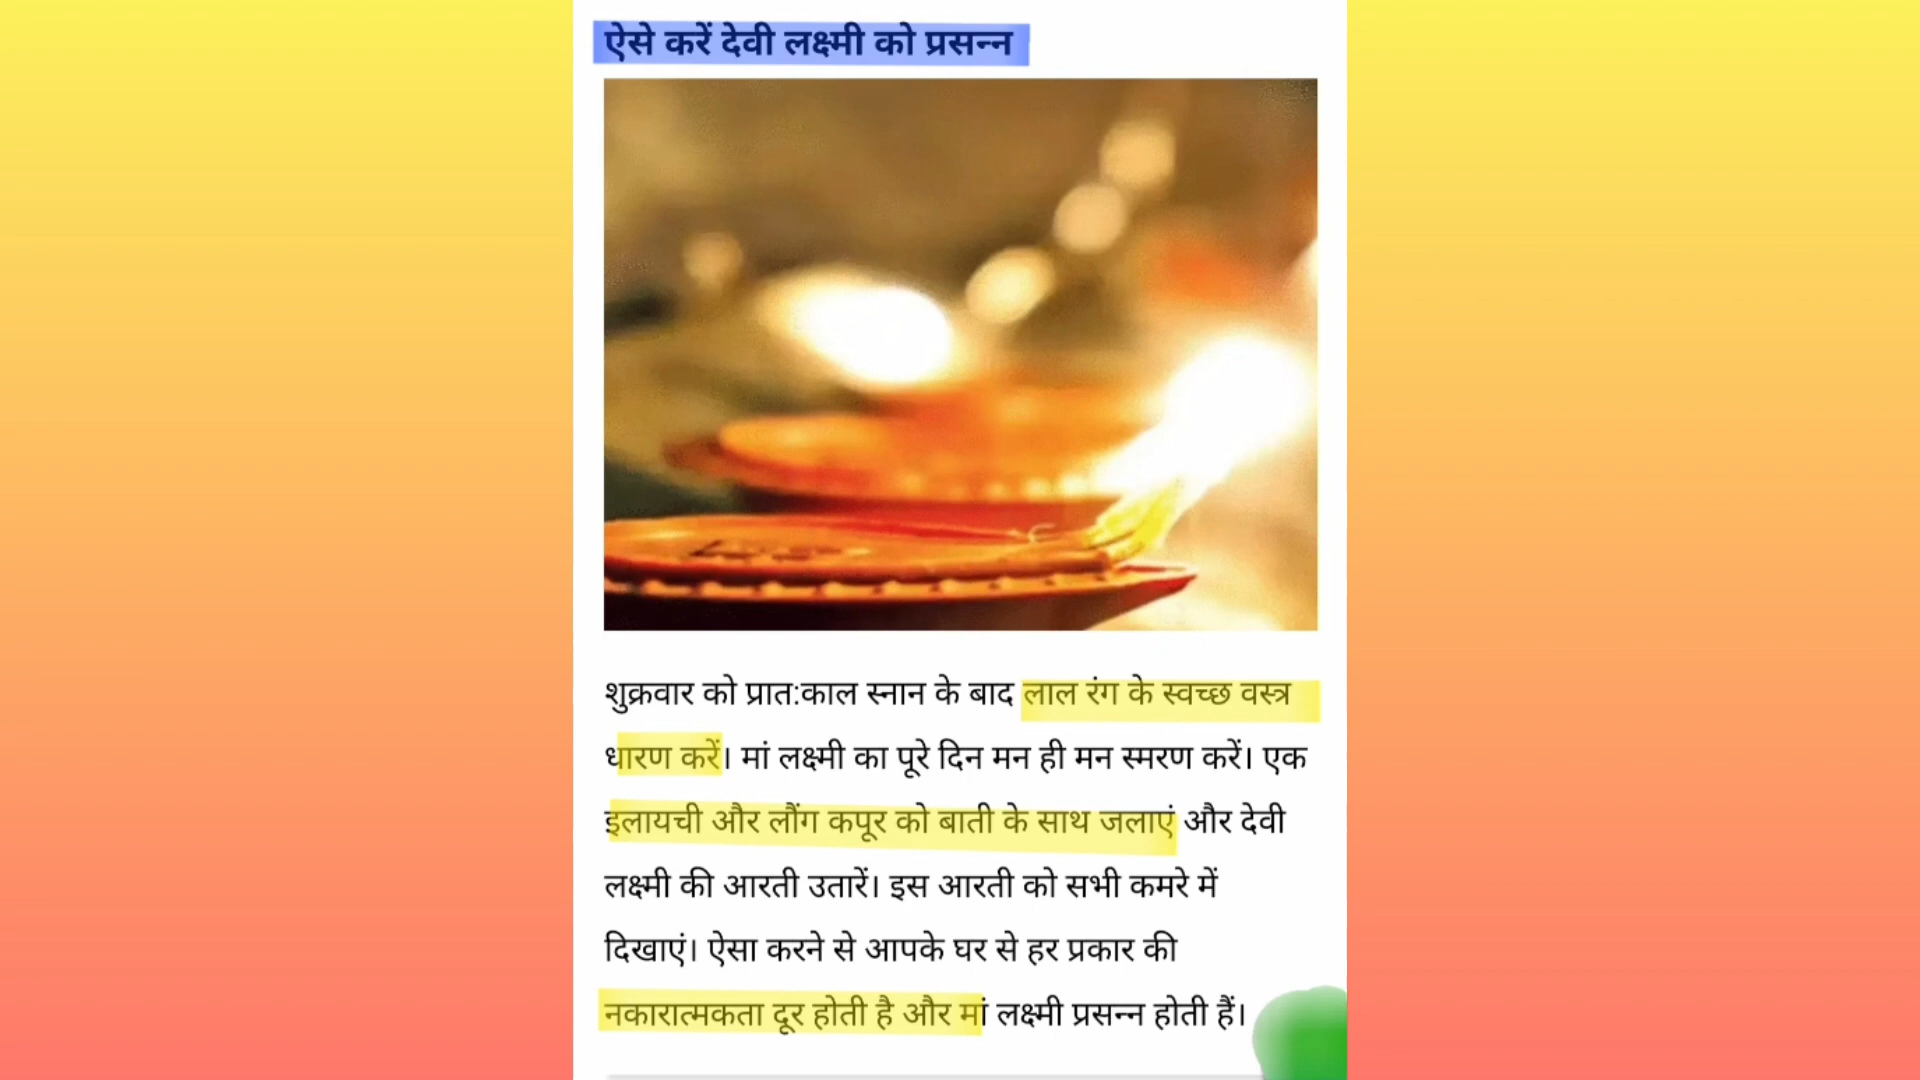 ऐसे करें देवी लक्ष्मी को प्रसन्न
शुक्रवार को प्रात:काल स्नान के बाद लाल रंग के स्वच्छ वस्त्र
धारण करें। मां लक्ष्मी का पूरे दिन मन ही मन स्मरण करें। एक
इलायची और लौंग कपूर को बाती के साथ जलाएं और देवी
लक्ष्मी की आरती उतारें। इस आरती को सभी कमरे में
दिखाएं। ऐसा करने से आपके घर से हर प्रकार की
नकारात्मकता दूर होती है और मां लक्ष्मी प्रसन्न होती हैं।